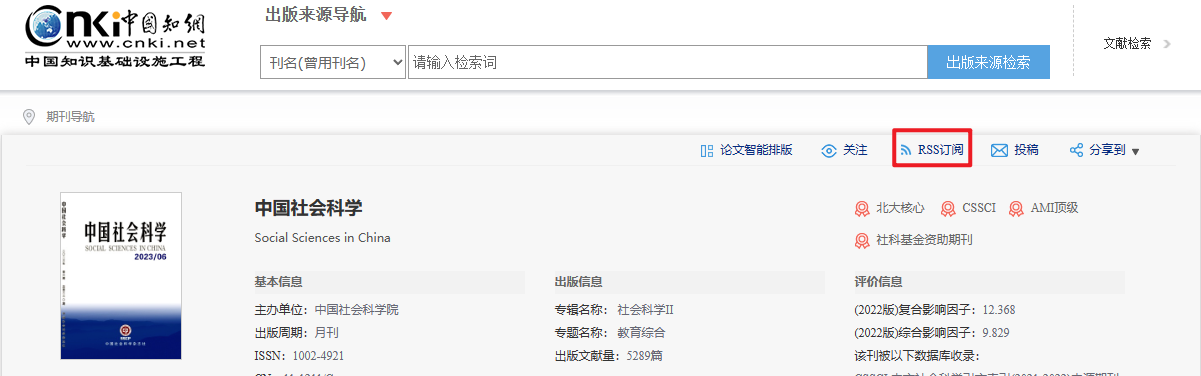 CNKI 中国知网
www.cnki.net
中国知识基础设施工程
出版来源导航
刊名(曾用刊名) 请输入检索词 出版来源检索
文献检索
期刊导航
论文智能排版 关注 RSS订阅 投稿 分享到
中国社会科学
SOCIAL SCIENCES IN CHINA
2023/06
中国社会科学
Social Sciences in China
北大核心 CSSCI AMI顶级
社科基金资助期刊
基本信息
主办单位：中国社会科学院
出版周期：月刊
ISSN：1002-4921
出版信息
专辑名称：社会科学II
专题名称：教育综合
出版文献量：5289篇
评价信息
(2022版)复合影响因子：12.368
(2022版)综合影响因子：9.829
该刊被以下数据库收录：